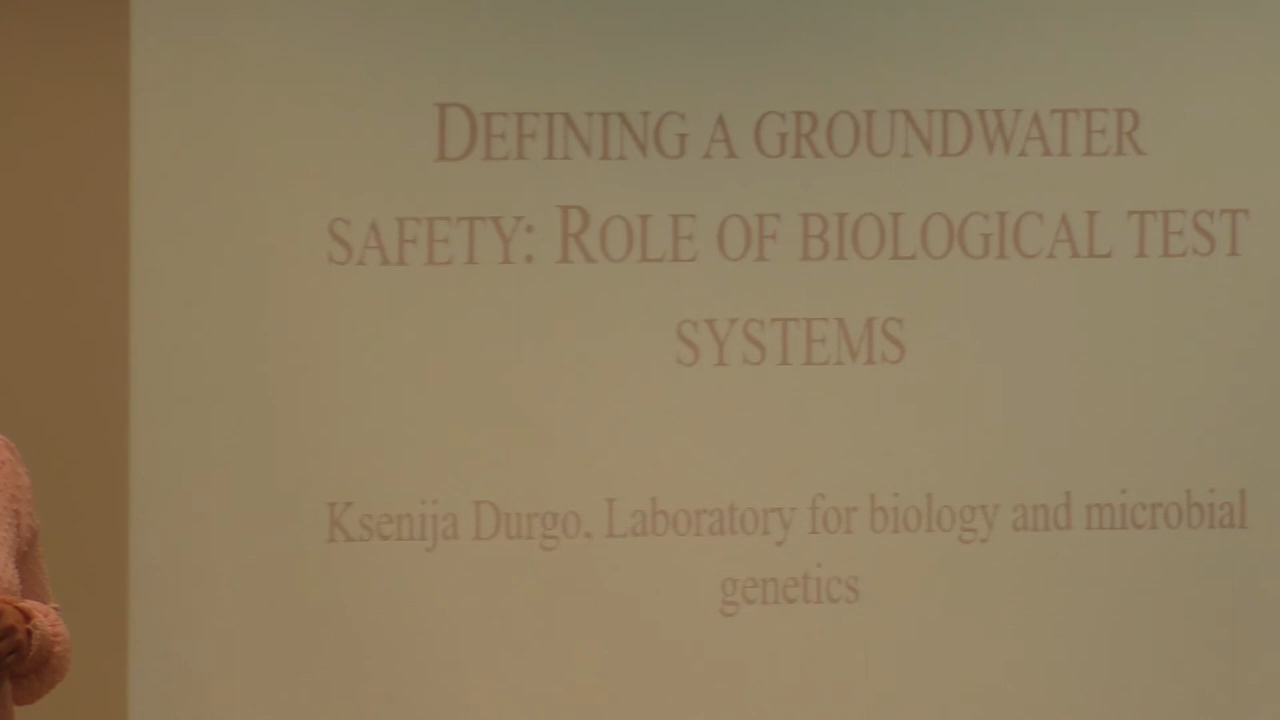 DEFINING A GROUNDWATER
SAFETY: ROLE OF BIOLOGICAL TEST
SYSTEMS
Ksenija Durgo, Laboratory for biology and microbial
genetics